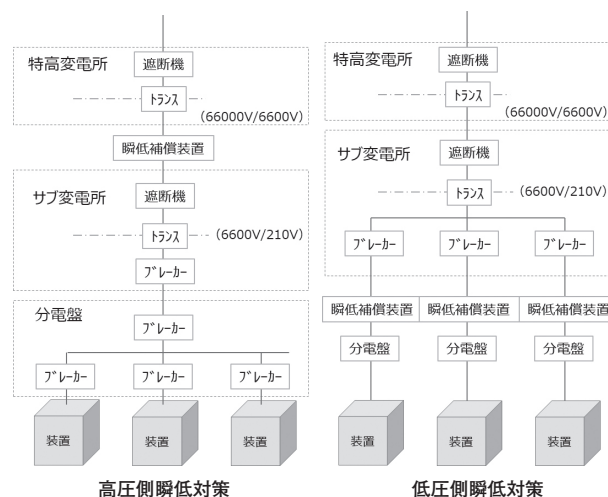 特高変電所
遮断機
トランス
(66000V/6600V)
瞬低補償装置
サブ変電所
遮断機
トランス
(6600V/210V)
ブレーカー
分電盤
ブレーカー
ブレーカー ブレーカー ブレーカー
装置 装置 装置
高圧側瞬低対策
特高変電所
遮断機
トランス
(66000V/6600V)
サブ変電所
遮断機
トランス
(6600V/210V)
ブレーカー ブレーカー ブレーカー
瞬低補償装置 瞬低補償装置 瞬低補償装置
分電盤 分電盤 分電盤
装置 装置 装置
低圧側瞬低対策